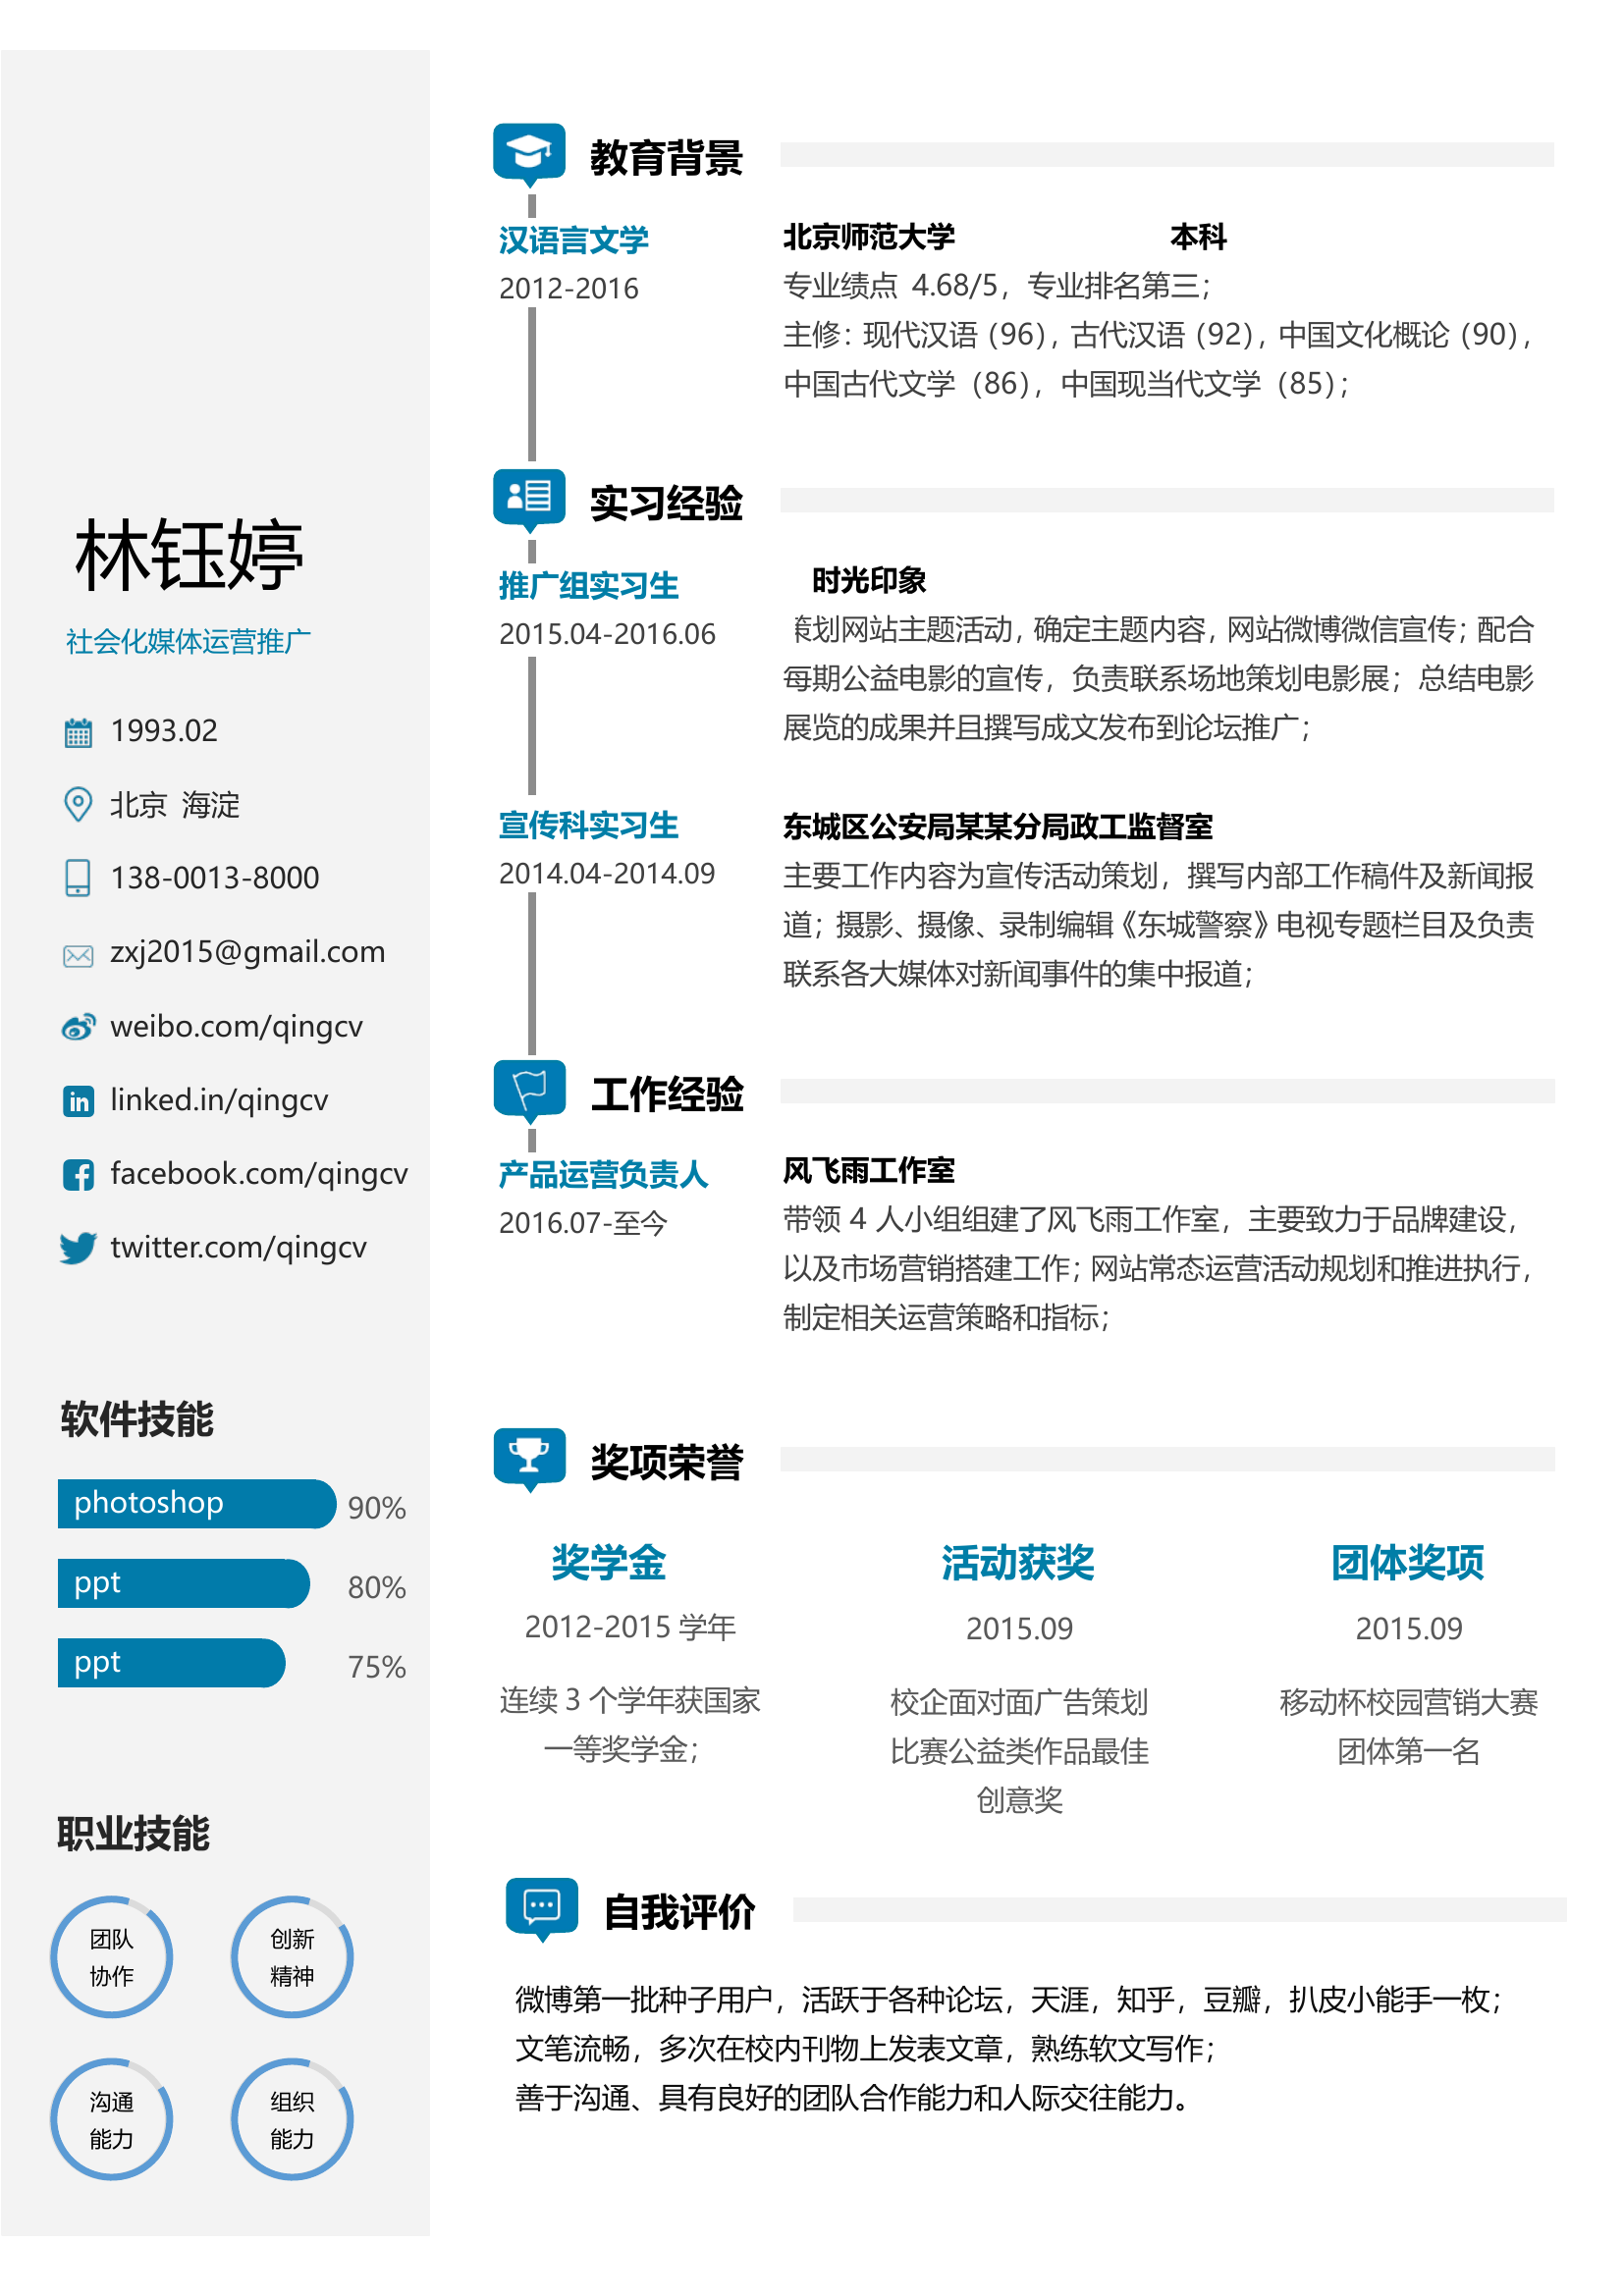 林钰婷
社会化媒体运营推广
1993.02
北京 海淀
138-0013-8000
zxj2015@gmail.com
weibo.com/qingcv
linked.in/qingcv
facebook.com/qingcv
twitter.com/qingcv
软件技能
photoshop 90%
ppt 80%
ppt 75%
职业技能
团队
协作
创新
精神
沟通
能力
组织
能力
教育背景
汉语言文学
2012-2016
北京师范大学 本科
专业绩点 4.68/5，专业排名第三；
主修：现代汉语（96），古代汉语（92），中国文化概论（90），
中国古代文学（86），中国现当代文学（85）；
实习经验
推广组实习生
2015.04-2016.06
时光印象
划网站主题活动，确定主题内容，网站微博微信宣传；配合
每期公益电影的宣传，负责联系场地策划电影展；总结电影
展览的成果并且撰写成文发布到论坛推广；
宣传科实习生
2014.04-2014.09
东城区公安局某某分局政工监督室
主要工作内容为宣传活动策划，撰写内部工作稿件及新闻报
道；摄影、摄像、录制编辑《东城警察》电视专题栏目及负责
联系各大媒体对新闻事件的集中报道；
工作经验
产品运营负责人
2016.07-至今
风飞雨工作室
带领 4 人小组组建了风飞雨工作室，主要致力于品牌建设，
以及市场营销搭建工作；网站常态运营活动规划和推进执行，
制定相关运营策略和指标；
奖项荣誉
奖学金
2012-2015 学年
连续 3 个学年获国家
一等奖学金；
活动获奖
2015.09
校企面对面广告策划
比赛公益类作品最佳
创意奖
团体奖项
2015.09
移动杯校园营销大赛
团体第一名
自我评价
微博第一批种子用户，活跃于各种论坛，天涯，知乎，豆瓣，扒皮小能手一枚；
文笔流畅，多次在校内刊物上发表文章，熟练软文写作；
善于沟通、具有良好的团队合作能力和人际交往能力。